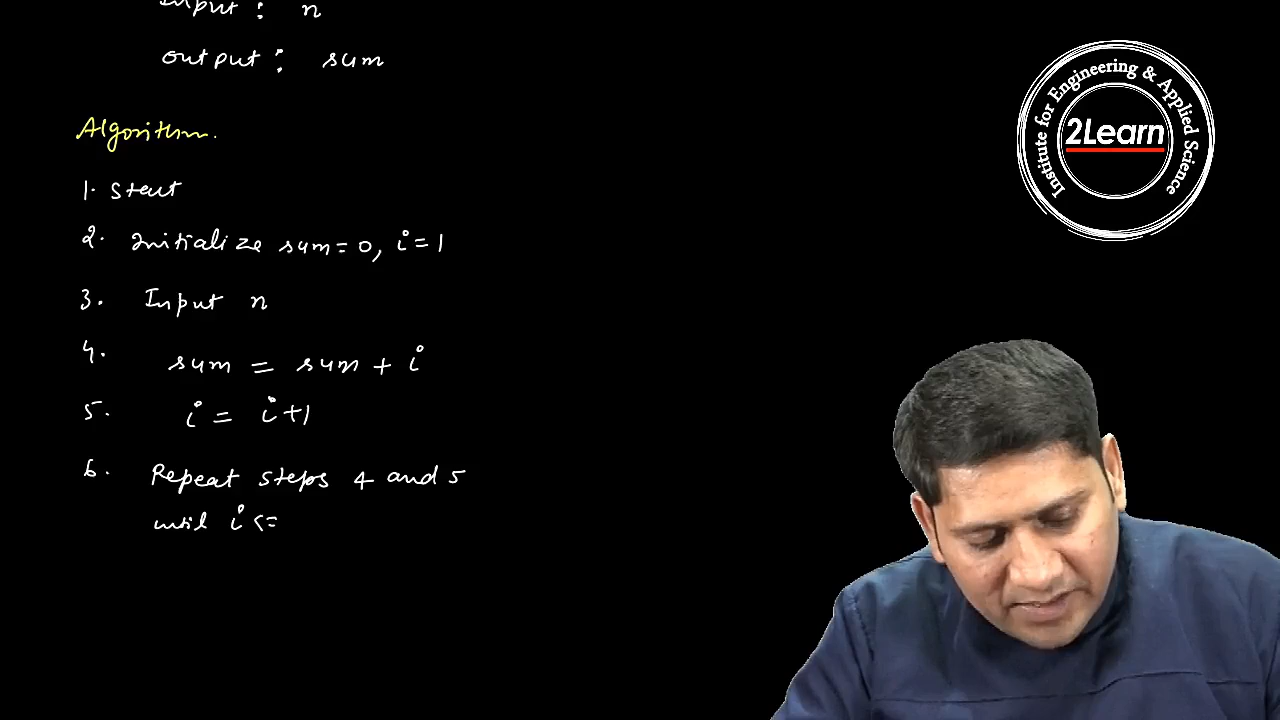 Input : n
output : sum
Algorithm.
1. Start
2. Initialize sum = 0, i = 1
3. Input n
4. sum = sum + i
5. i = i+1
6. Repeat steps 4 and 5
until i <=
Institute for Engineering & Applied Science
2Learn